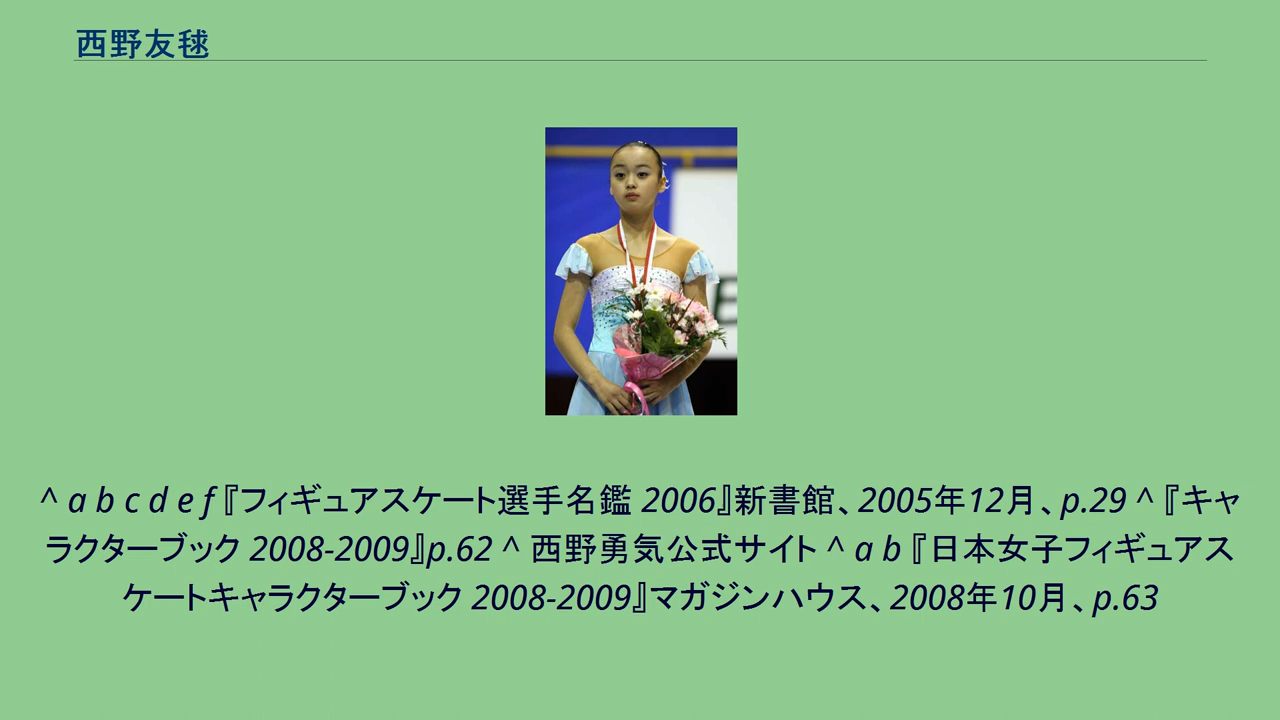 西野友毬
^ a b c d e f『フィギュアスケート選手名鑑 2006』新書館、2005年12月、p.29 ^『キャ
ラクターブック 2008-2009』p.62 ^ 西野勇気公式サイト ^ a b『日本女子フィギュアス
ケートキャラクターブック 2008-2009』マガジンハウス、2008年10月、p.63